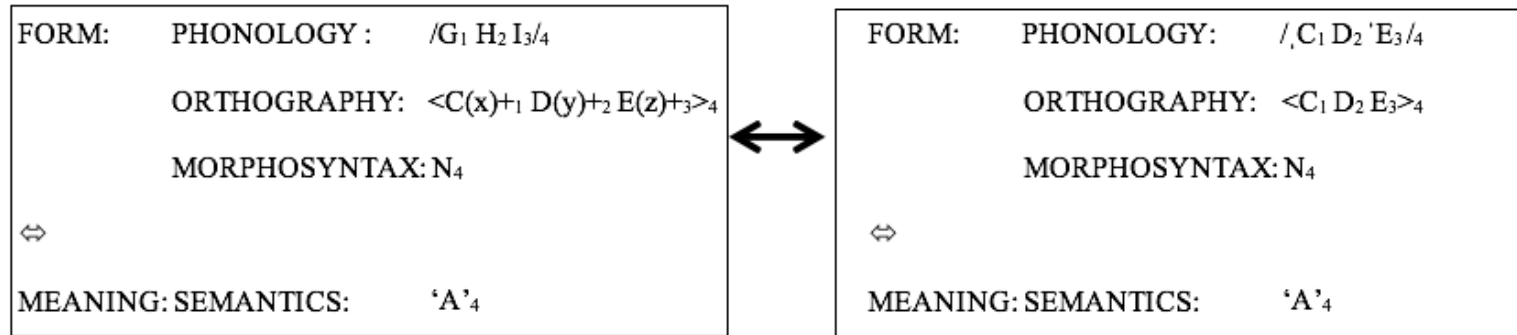 FORM: PHONOLOGY : /G₁ H₂ I₃/₄
ORTHOGRAPHY: <C(x)+₁ D(y)+₂ E(z)+₃>₄
MORPHOSYNTAX: N₄
⇔
MEANING: SEMANTICS: ‘A’₄
FORM: PHONOLOGY: /ˌC₁ D₂ ˈE₃/₄
ORTHOGRAPHY: <C₁ D₂ E₃>₄
MORPHOSYNTAX: N₄
⇔
MEANING: SEMANTICS: ‘A’₄